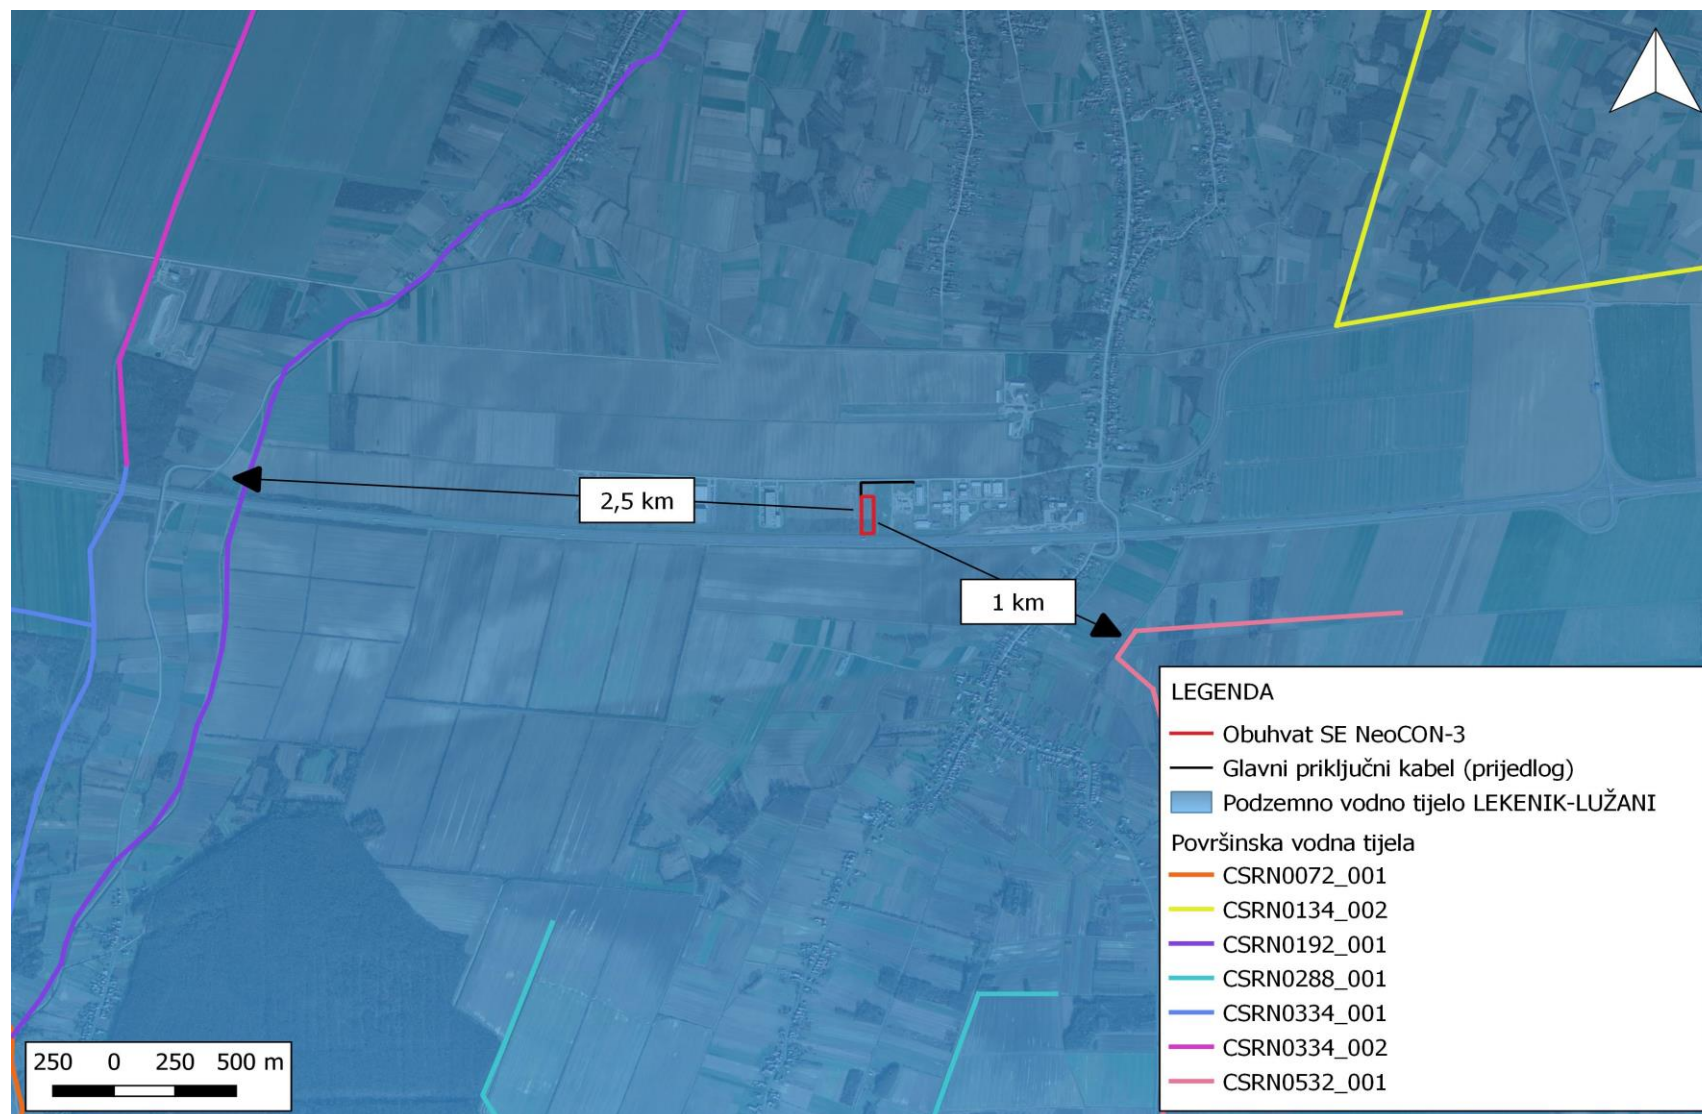 2,5 km
1 km
LEGENDA
Obuhvat SE NeoCON-3
Glavni priključni kabel (prijedlog)
Podzemno vodno tijelo LEKENIK-LUŽANI
Površinska vodna tijela
CSRN0072_001
CSRN0134_002
CSRN0192_001
CSRN0288_001
CSRN0334_001
CSRN0334_002
CSRN0532_001
250 0 250 500 m